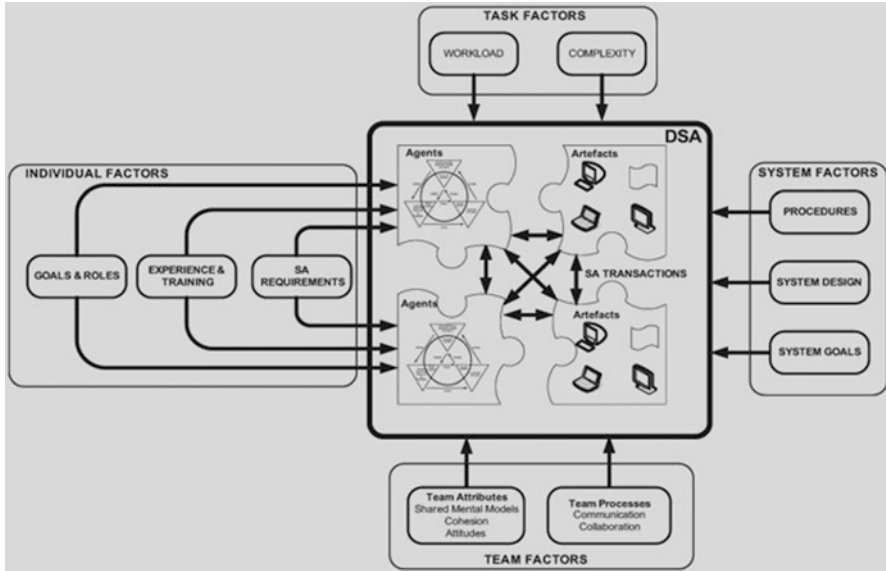 TASK FACTORS
WORKLOAD
COMPLEXITY
DSA
Agents
Artefacts
INDIVIDUAL FACTORS
SYSTEM FACTORS
PROCEDURES
GOALS & ROLES
EXPERIENCE &
TRAINING
SA
REQUIREMENTS
SA TRANSACTIONS
SYSTEM DESIGN
Agents
Artefacts
SYSTEM GOALS
Team Attributes
Shared Mental Models
Cohesion
Attitudes
Team Processes
Communication
Collaboration
TEAM FACTORS